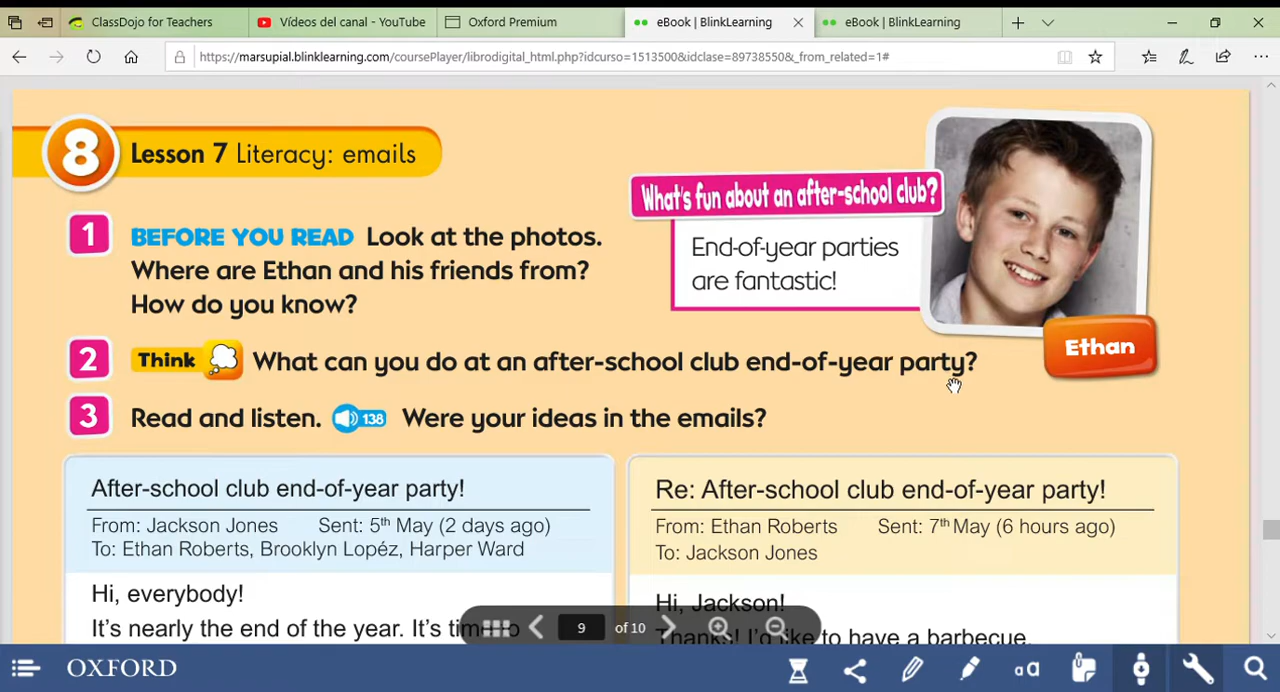 ClassDojo for Teachers
Vídeos del canal - YouTube
Oxford Premium
eBook | BlinkLearning
eBook | BlinkLearning
https://marsupial.blinklearning.com/coursePlayer/librodigital_html.php?idcurso=1513500&idclase=89738550&_from_related=1#
8
Lesson 7 Literacy: emails
What's fun about an after-school club?
End-of-year parties
are fantastic!
Ethan
1
BEFORE YOU READ Look at the photos.
Where are Ethan and his friends from?
How do you know?
2
Think What can you do at an after-school club end-of-year party?
3
Read and listen. 138 Were your ideas in the emails?
After-school club end-of-year party!
From: Jackson Jones Sent: 5th May (2 days ago)
To: Ethan Roberts, Brooklyn Lopéz, Harper Ward
Hi, everybody!
It's nearly the end of the year. It's
Re: After-school club end-of-year party!
From: Ethan Roberts Sent: 7th May (6 hours ago)
To: Jackson Jones
Hi, Jackson!
Thanks! I'd like to have a barbecue.
9 of 10
OXFORD
aa